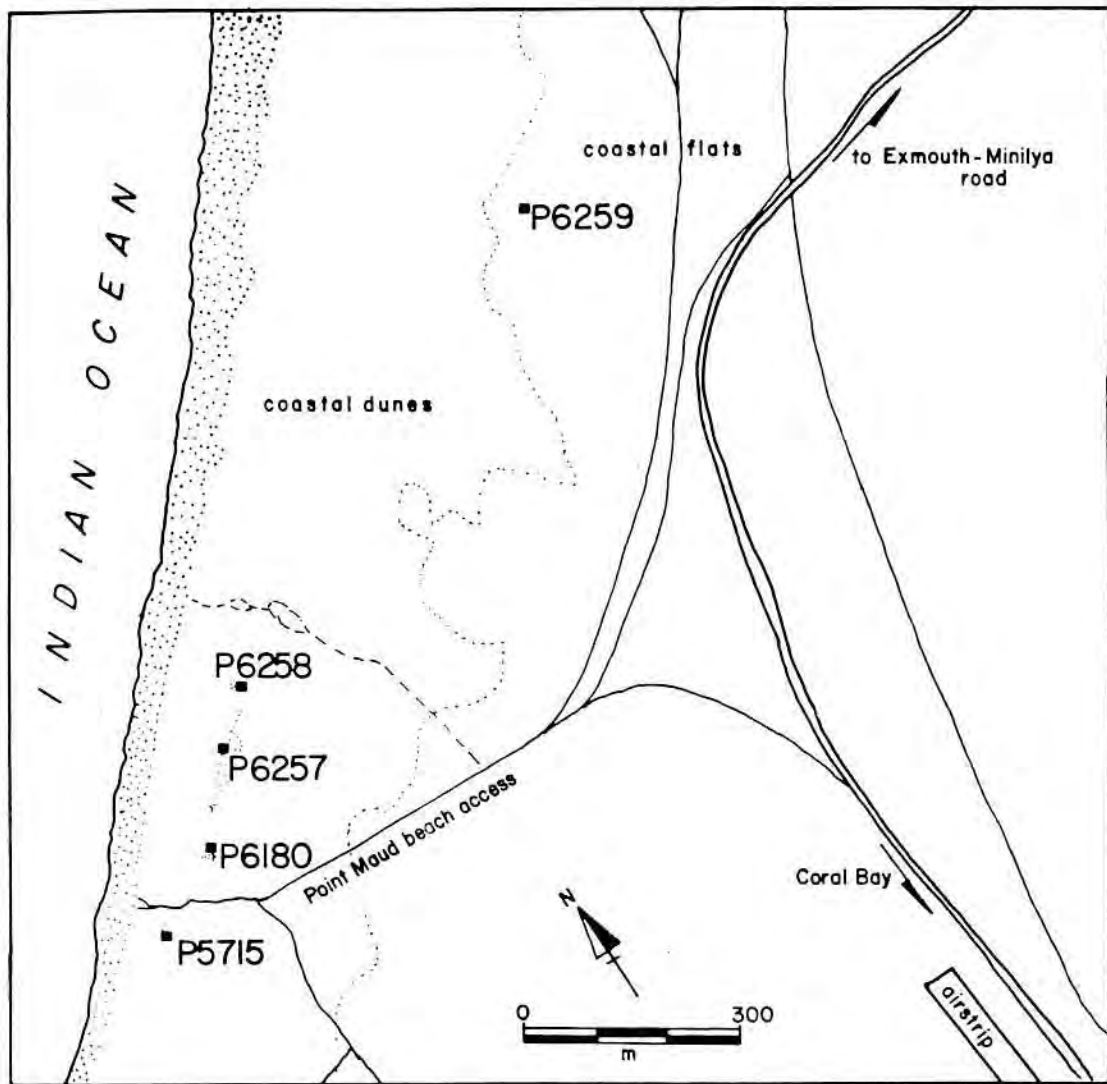 INDIAN OCEAN
coastal flats
to Exmouth-Minilya
road
P6259
coastal dunes
P6258
P6257
P6180
Point Maud beach access
P5715
Coral Bay
N
0 300
m
airstrip